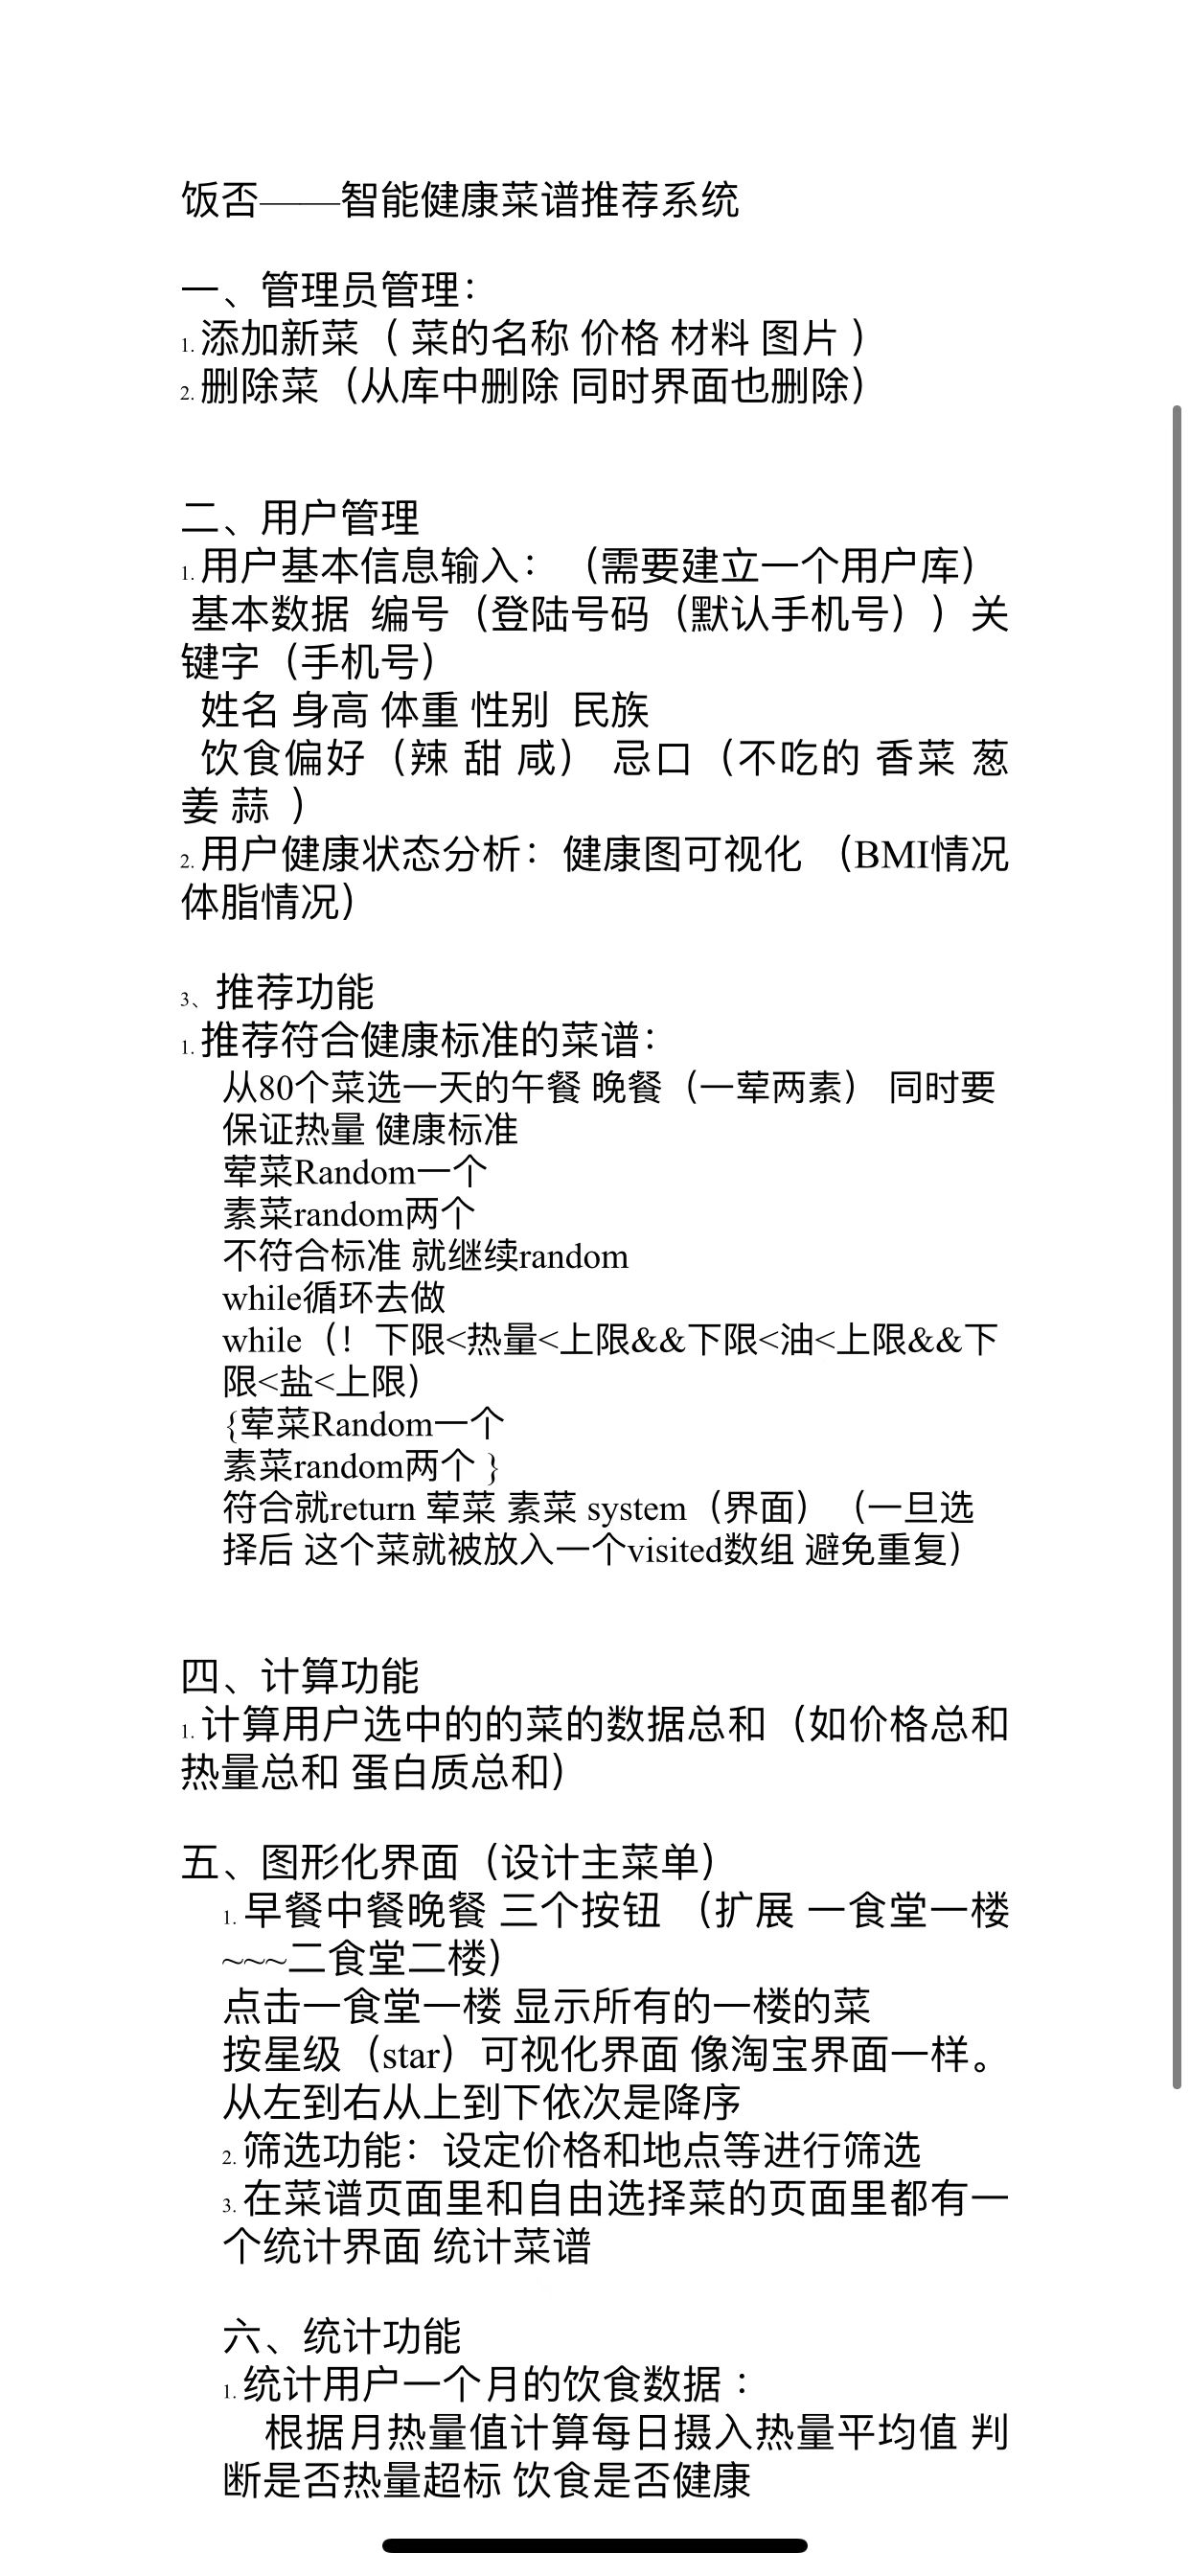 饭否——智能健康菜谱推荐系统
一、管理员管理：
1. 添加新菜（ 菜的名称 价格 材料 图片 ）
2. 删除菜（从库中删除 同时界面也删除）
二、用户管理
1. 用户基本信息输入：（需要建立一个用户库）
基本数据 编号（登陆号码（默认手机号））关
键字（手机号）
姓名 身高 体重 性别 民族
饮食偏好（辣 甜 咸） 忌口（不吃的 香菜 葱
姜 蒜 ）
2. 用户健康状态分析：健康图可视化 （BMI情况
体脂情况）
3、推荐功能
1. 推荐符合健康标准的菜谱：
从80个菜选一天的午餐 晚餐（一荤两素） 同时要
保证热量 健康标准
荤菜Random一个
素菜random两个
不符合标准 就继续random
while循环去做
while（！下限<热量<上限&&下限<油<上限&&下
限<盐<上限）
{荤菜Random一个
素菜random两个 }
符合就return 荤菜 素菜 system（界面）（一旦选
择后 这个菜就被放入一个visited数组 避免重复）
四、计算功能
1. 计算用户选中的的菜的数据总和（如价格总和
热量总和 蛋白质总和）
五、图形化界面（设计主菜单）
1. 早餐中餐晚餐 三个按钮 （扩展 一食堂一楼
~~~二食堂二楼）
点击一食堂一楼 显示所有的一楼的菜
按星级（star）可视化界面 像淘宝界面一样。
从左到右从上到下依次是降序
2. 筛选功能：设定价格和地点等进行筛选
3. 在菜谱页面里和自由选择菜的页面里都有一
个统计界面 统计菜谱
六、统计功能
1. 统计用户一个月的饮食数据：
根据月热量值计算每日摄入热量平均值 判
断是否热量超标 饮食是否健康